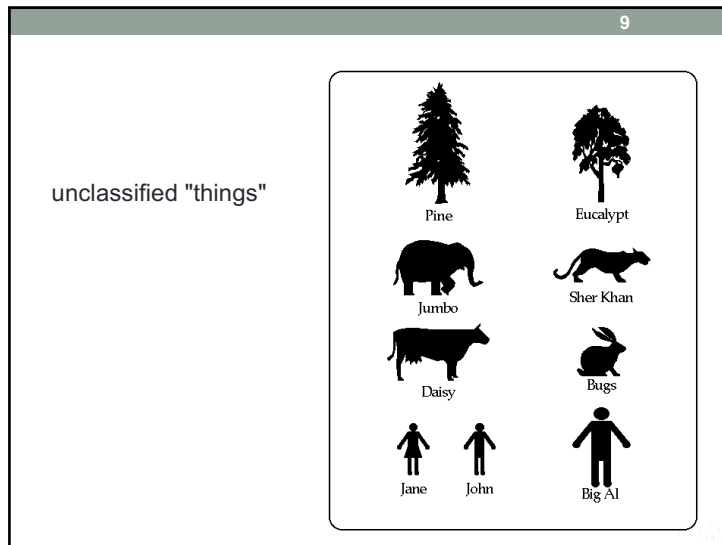 9
unclassified "things"
Pine
Eucalypt
Jumbo
Sher Khan
Daisy
Bugs
Jane
John
Big Al